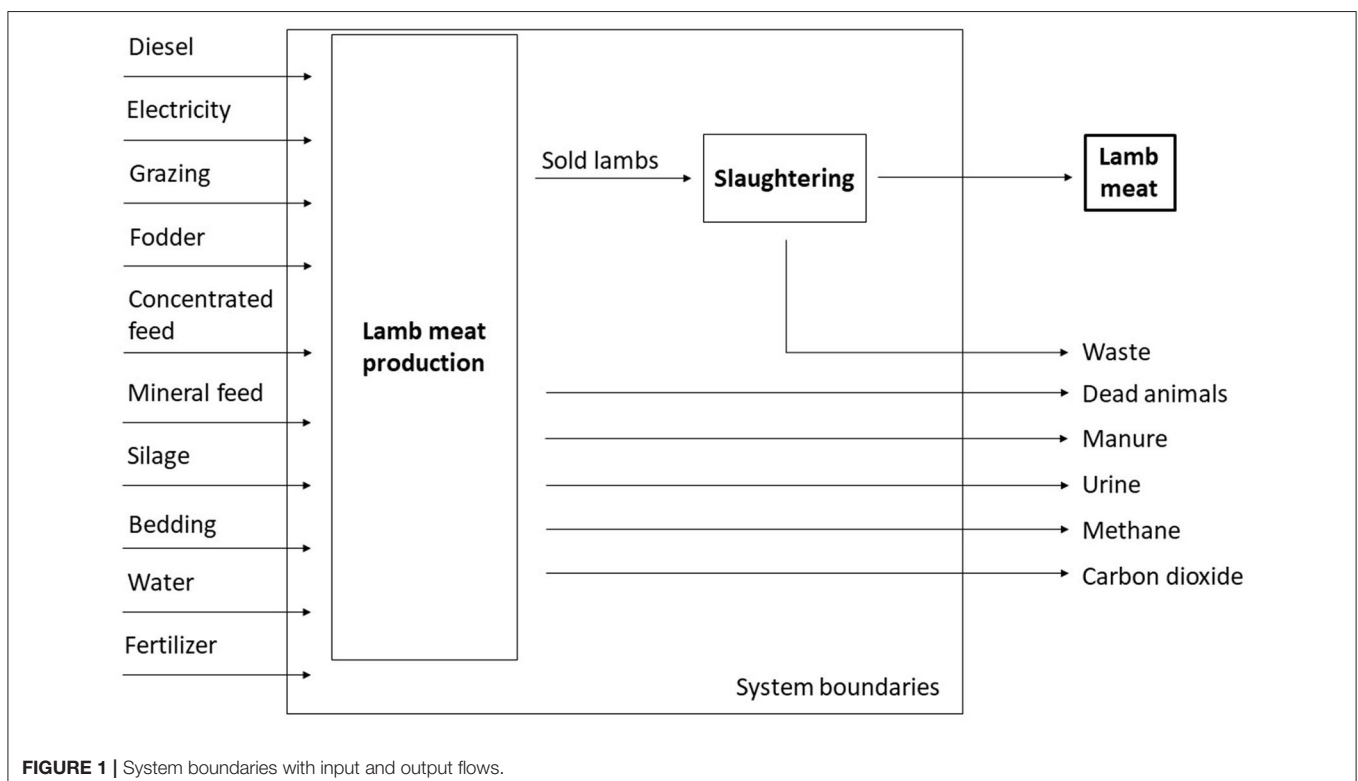 Diesel
Electricity
Grazing
Fodder
Concentrated
feed
Mineral feed
Silage
Bedding
Water
Fertilizer
Lamb meat
production
Sold lambs
Slaughtering
Lamb
meat
Waste
Dead animals
Manure
Urine
Methane
Carbon dioxide
System boundaries
FIGURE 1 | System boundaries with input and output flows.